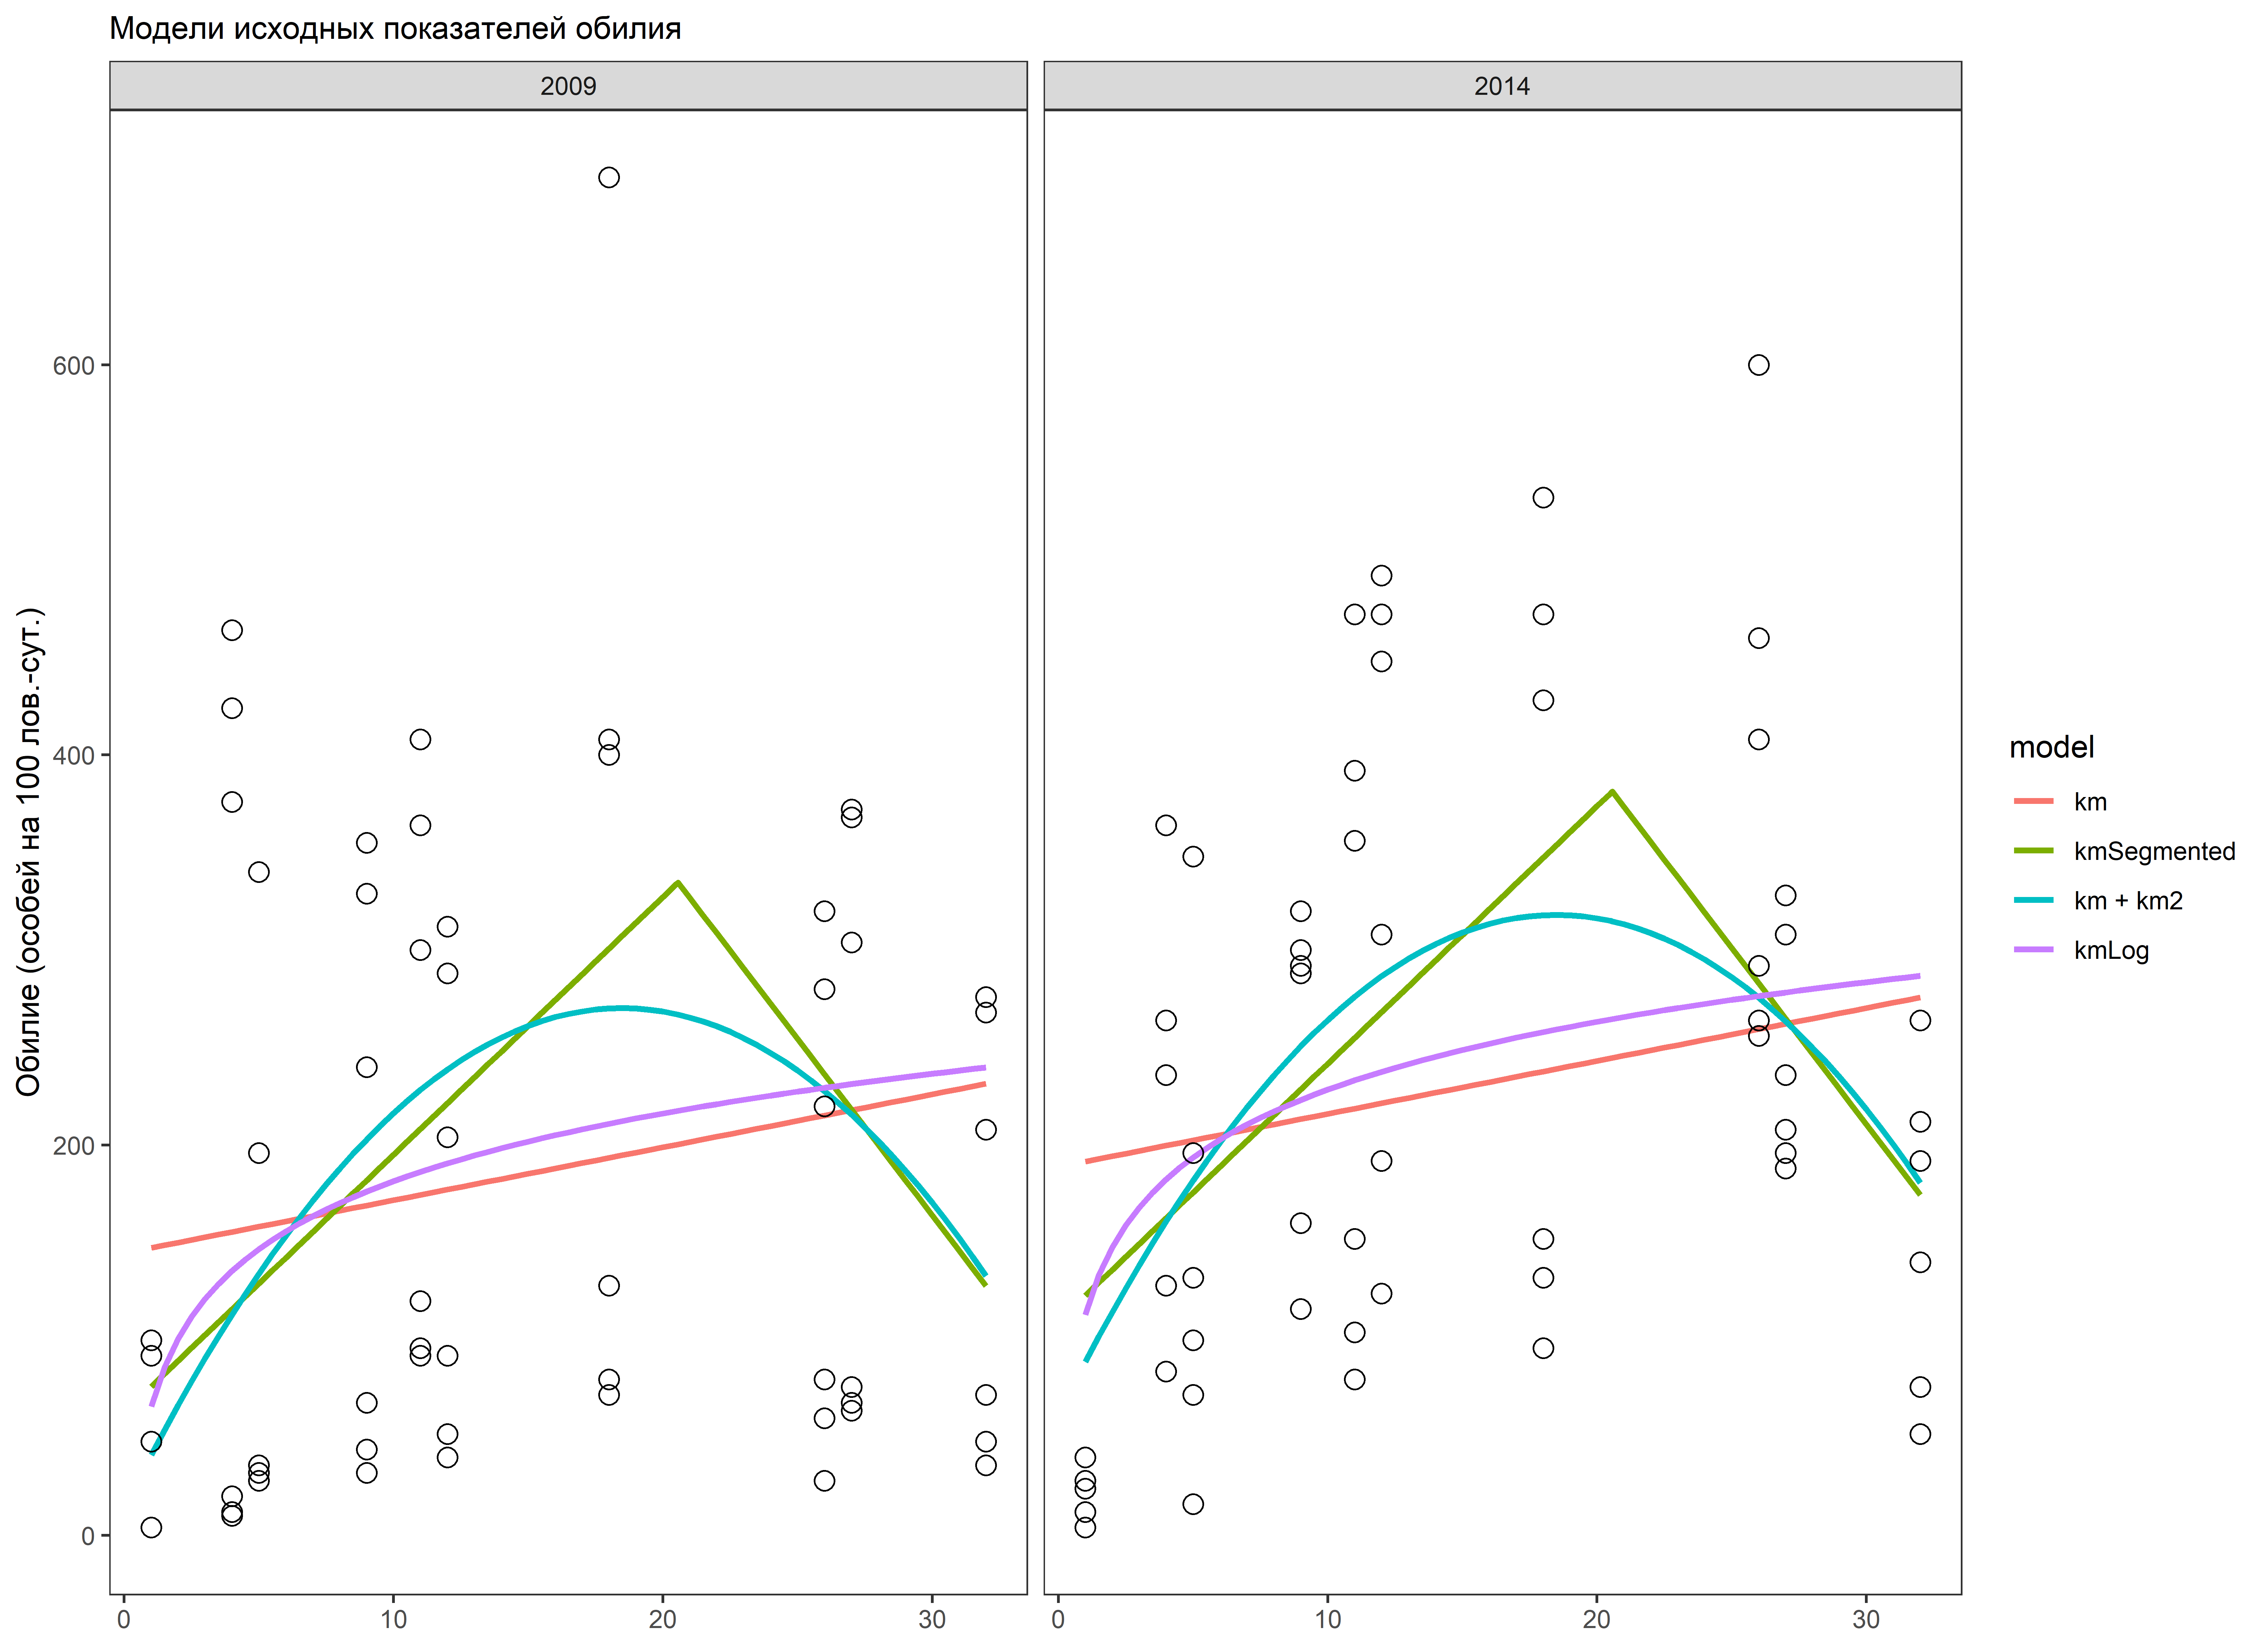 Модели исходных показателей обилия
2009
2014
Обилие (особей на 100 лов.-сут.)
600
400
200
0
0
10
20
30
0
10
20
30
model
km
kmSegmented
km + km2
kmLog